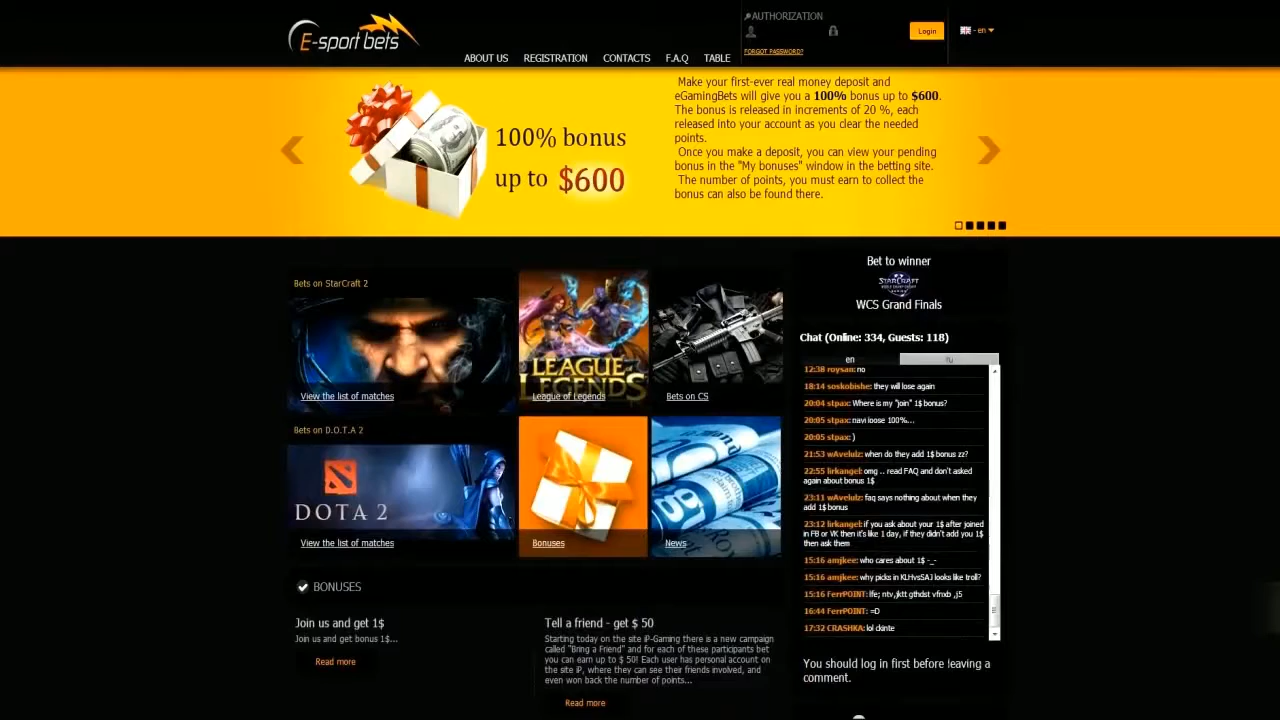 E-sport bets
AUTHORIZATION
Login
- en
FORGOT PASSWORD?
ABOUT US
REGISTRATION
CONTACTS
F.A.Q
TABLE
100% bonus
up to $600
Make your first-ever real money deposit and
eGamingBets will give you a 100% bonus up to $600.
The bonus is released in increments of 20 %, each
released into your account as you clear the needed
points.
Once you make a deposit, you can view your pending
bonus in the "My bonuses" window in the betting site.
The number of points, you must earn to collect the
bonus can also be found there.
Bets on StarCraft 2
View the list of matches
LEAGUE
LEGENDS
League of Legends
Bets on CS
Bets on D.O.T.A 2
DOTA 2
View the list of matches
Bonuses
News
Bet to winner
STARCRAFT
WCS Grand Finals
Chat (Online: 334, Guests: 118)
en
ru
12:38 roysan: no
18:14 soskobishe: they will lose again
20:04 stpax: Where is my "join" 1$ bonus?
20:05 stpax: navi loose 100%...
20:05 stpax: )
21:53 wAvelulz: when do they add 1$ bonus zz?
22:55 lirkangel: omg .. read FAQ and don't asked
again about bonus 1$
23:11 wAvelulz: faq says nothing about when they
add 1$ bonus
23:12 lirkangel: if you ask about your 1$ after joined
in FB or VK then it's like 1 day, if they didn't add you 1$
then ask them
15:16 amjkee: who cares about 1$ -_-
15:16 amjkee: why picks in KLHvsSAJ looks like troll?
15:16 FerrPOINT: lfe; ntv,jktt gthdst vfnxb ,j5
16:44 FerrPOINT: =D
17:32 CRASHKA: lol ckinte
You should log in first before leaving a
comment.
BONUSES
Join us and get 1$
Join us and get bonus 1$...
Read more
Tell a friend - get $ 50
Starting today on the site iP-Gaming there is a new campaign
called "Bring a Friend" and for each of these participants bet
you can earn up to $ 50! Each user has personal account on
the site iP, where they can see their friends involved, and
even won back the number of points...
Read more